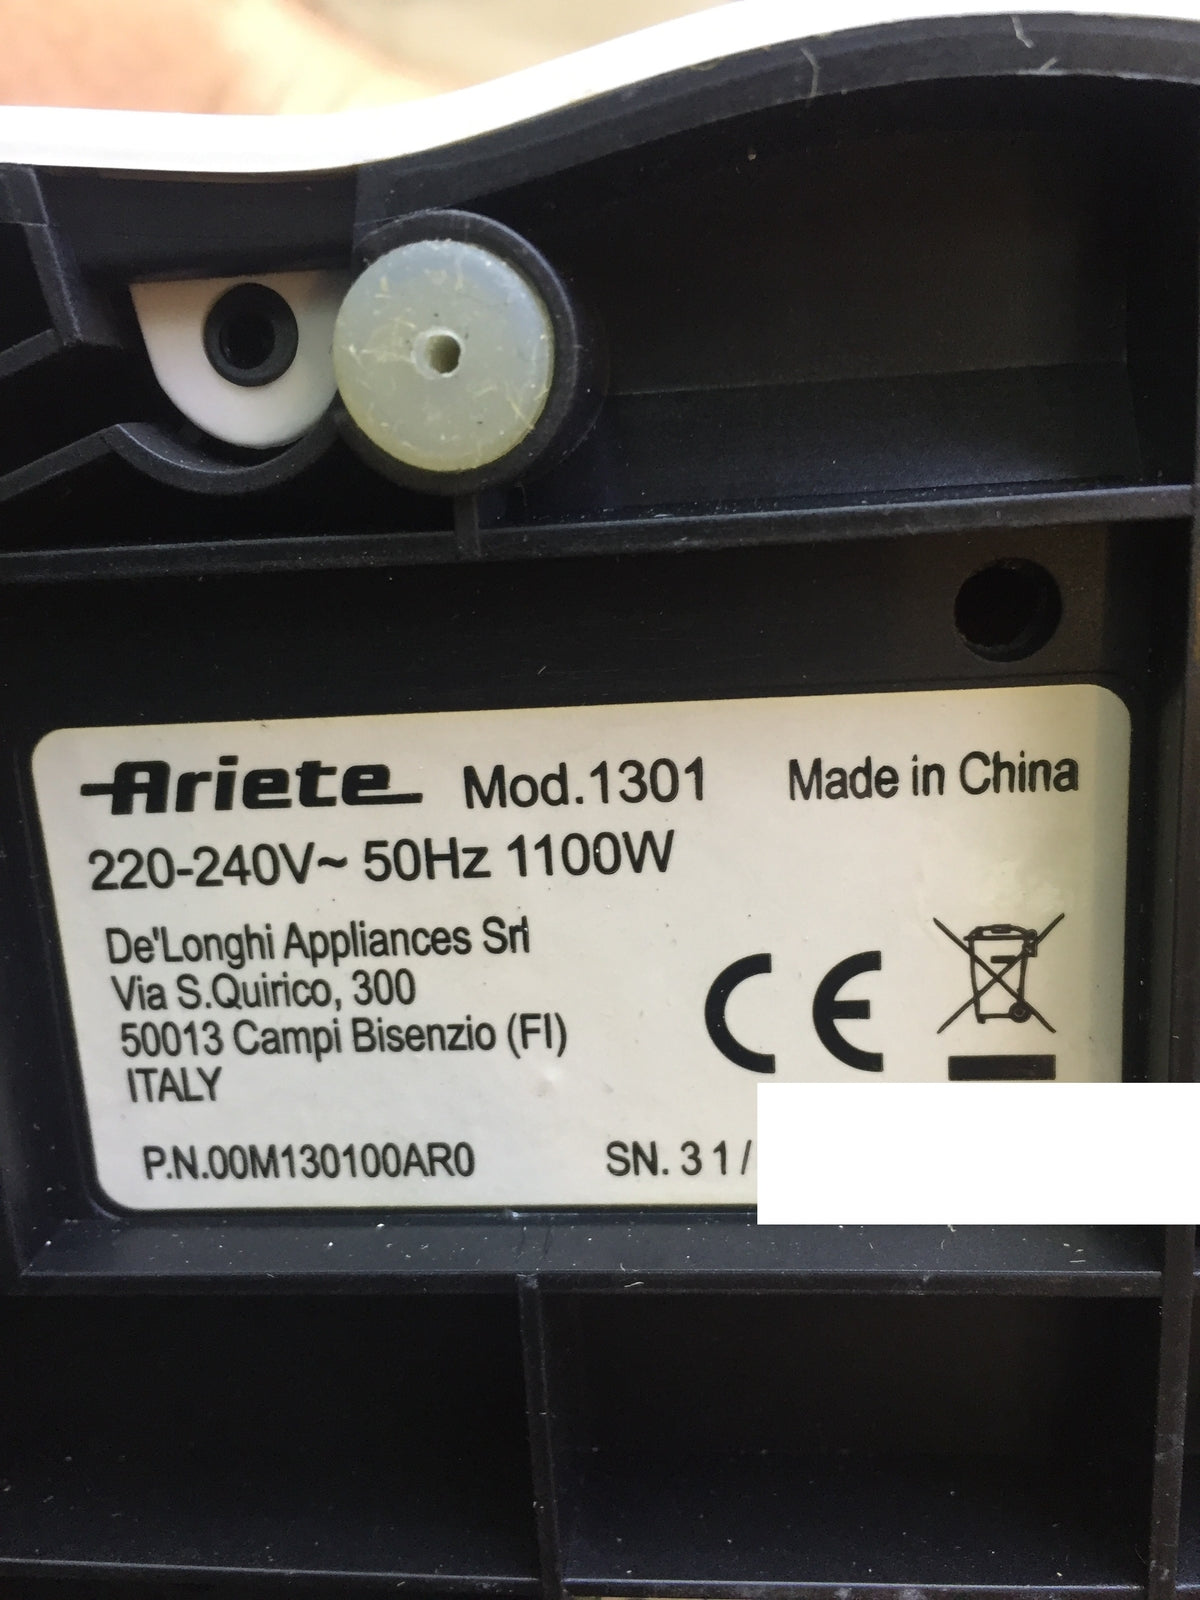 Ariete Mod.1301 Made in China
220-240V~ 50Hz 1100W
De'Longhi Appliances Srl
Via S.Quirico, 300
50013 Campi Bisenzio (FI)
ITALY
CE
P.N.00M130100AR0 SN. 31/